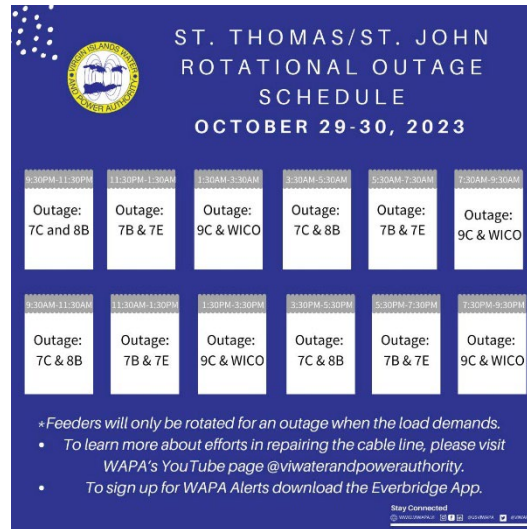 ST. THOMAS/ST. JOHN
ROTATIONAL OUTAGE
SCHEDULE
OCTOBER 29-30, 2023
VIRGIN ISLANDS WATER
AND POWER AUTHORITY
9:30PM-11:30PM
Outage:
7C and 8B
11:30PM-1:30AM
Outage:
7B & 7E
1:30AM-3:30AM
Outage:
9C & WICO
3:30AM-5:30AM
Outage:
7C & 8B
5:30AM-7:30AM
Outage:
7B & 7E
7:30AM-9:30AM
Outage:
9C & WICO
9:30AM-11:30AM
Outage:
7C & 8B
11:30AM-1:30PM
Outage:
7B & 7E
1:30PM-3:30PM
Outage:
9C & WICO
3:30PM-5:30PM
Outage:
7C & 8B
5:30PM-7:30PM
Outage:
7B & 7E
7:30PM-9:30PM
Outage:
9C & WICO
*Feeders will only be rotated for an outage when the load demands.
• To learn more about efforts in repairing the cable line, please visit
WAPA's YouTube page @viwaterandpowerauthority.
• To sign up for WAPA Alerts download the Everbridge App.
Stay Connected